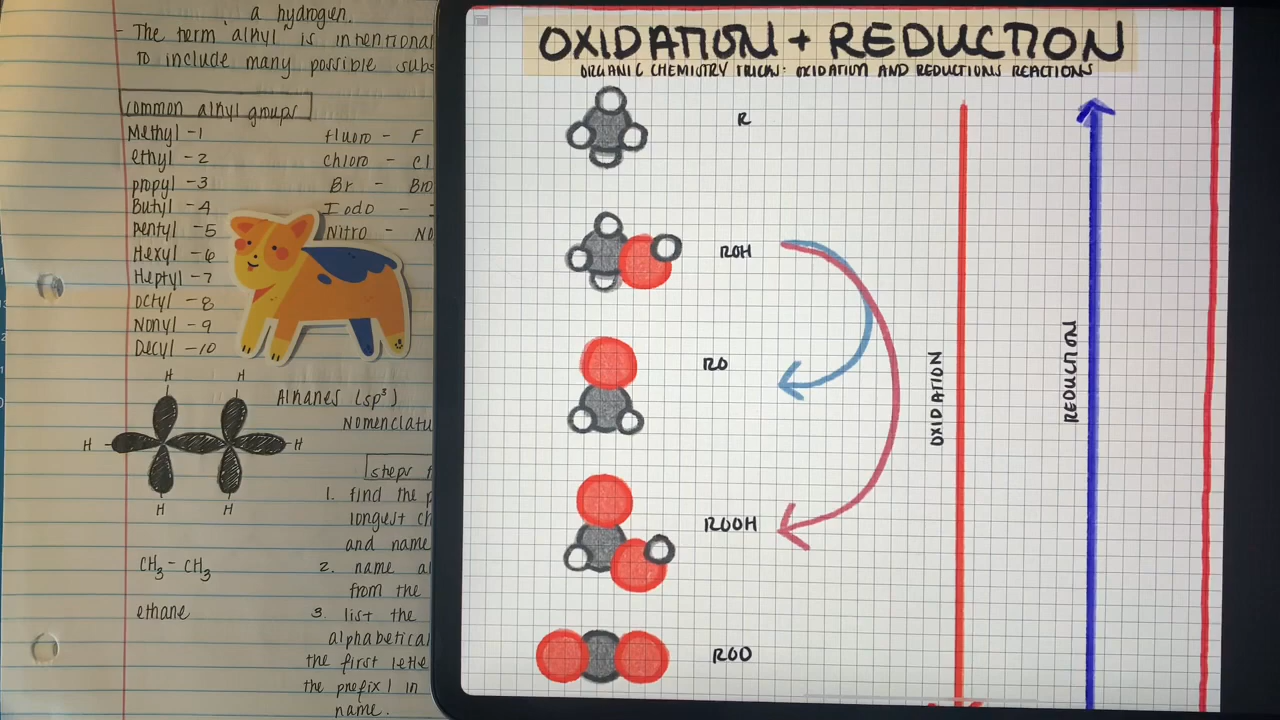 a hydrogen.
- The term "alkyl" is intentional
to include many possible subs
common alkyl groups
Methyl - 1
ethyl - 2
propyl - 3
Butyl - 4
Pentyl - 5
Hexyl - 6
Heptyl - 7
Octyl - 8
Nonyl - 9
Decyl - 10
Fluoro - F
Chloro - Cl
Br - Bro
Iodo -
Nitro - NO
H H
H H
H H
Alkanes (sp³)
Nomenclatu
steps f
1. find the p
longest ch
and name
2. name al
from the
3. list the
alphabetical
the first lette
the prefix) in
name.
CH₃ - CH₃
ethane
OXIDATION + REDUCTION
ORGANIC CHEMISTRY TRICKS: OXIDATION AND REDUCTIONS REACTIONS
R
ROH
RO
ROOH
ROO
OXIDATION
REDUCTION